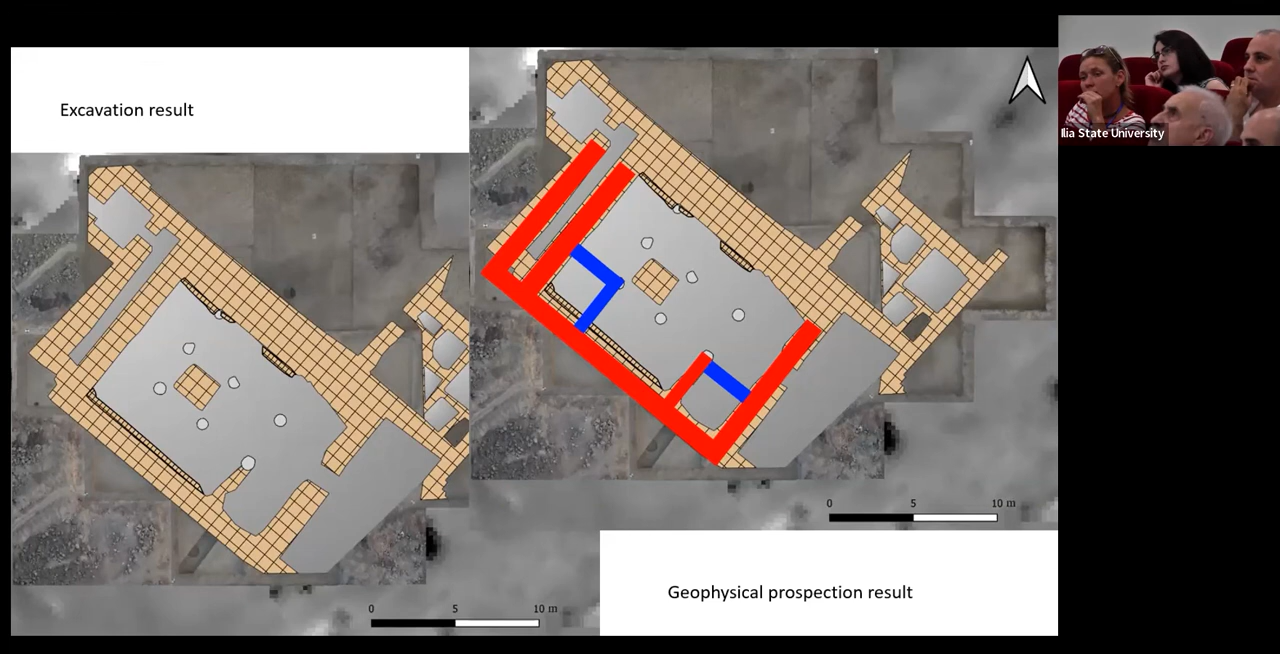 Excavation result
Ilia State University
0 5 10 m
0 5 10 m
Geophysical prospection result